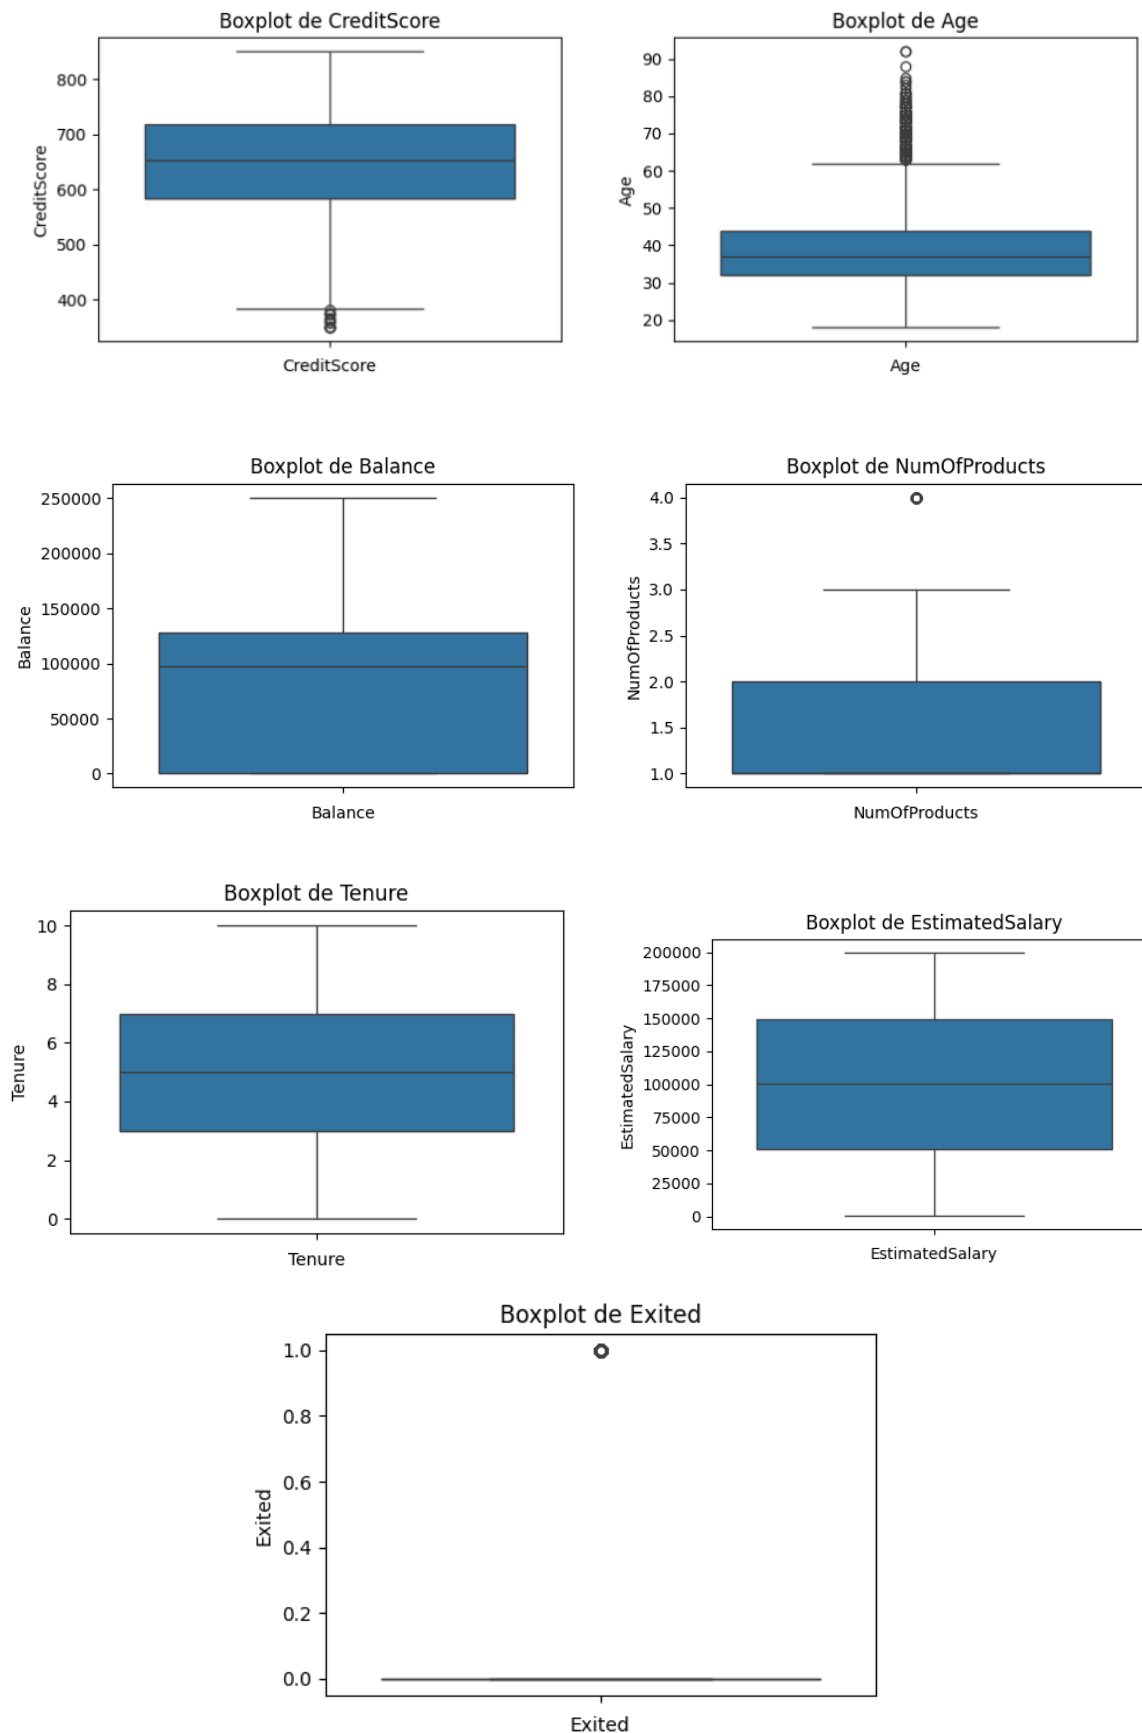 Boxplot de CreditScore
800
700
600
500
400
CreditScore
CreditScore
Boxplot de Age
90
80
70
60
50
40
30
20
Age
Age
Boxplot de Balance
250000
200000
150000
100000
50000
0
Balance
Balance
Boxplot de NumOfProducts
4.0
3.5
3.0
2.5
2.0
1.5
1.0
NumOfProducts
NumOfProducts
Boxplot de Tenure
10
8
6
4
2
0
Tenure
Tenure
Boxplot de EstimatedSalary
200000
175000
150000
125000
100000
75000
50000
25000
0
EstimatedSalary
EstimatedSalary
Boxplot de Exited
1.0
0.8
0.6
0.4
0.2
0.0
Exited
Exited